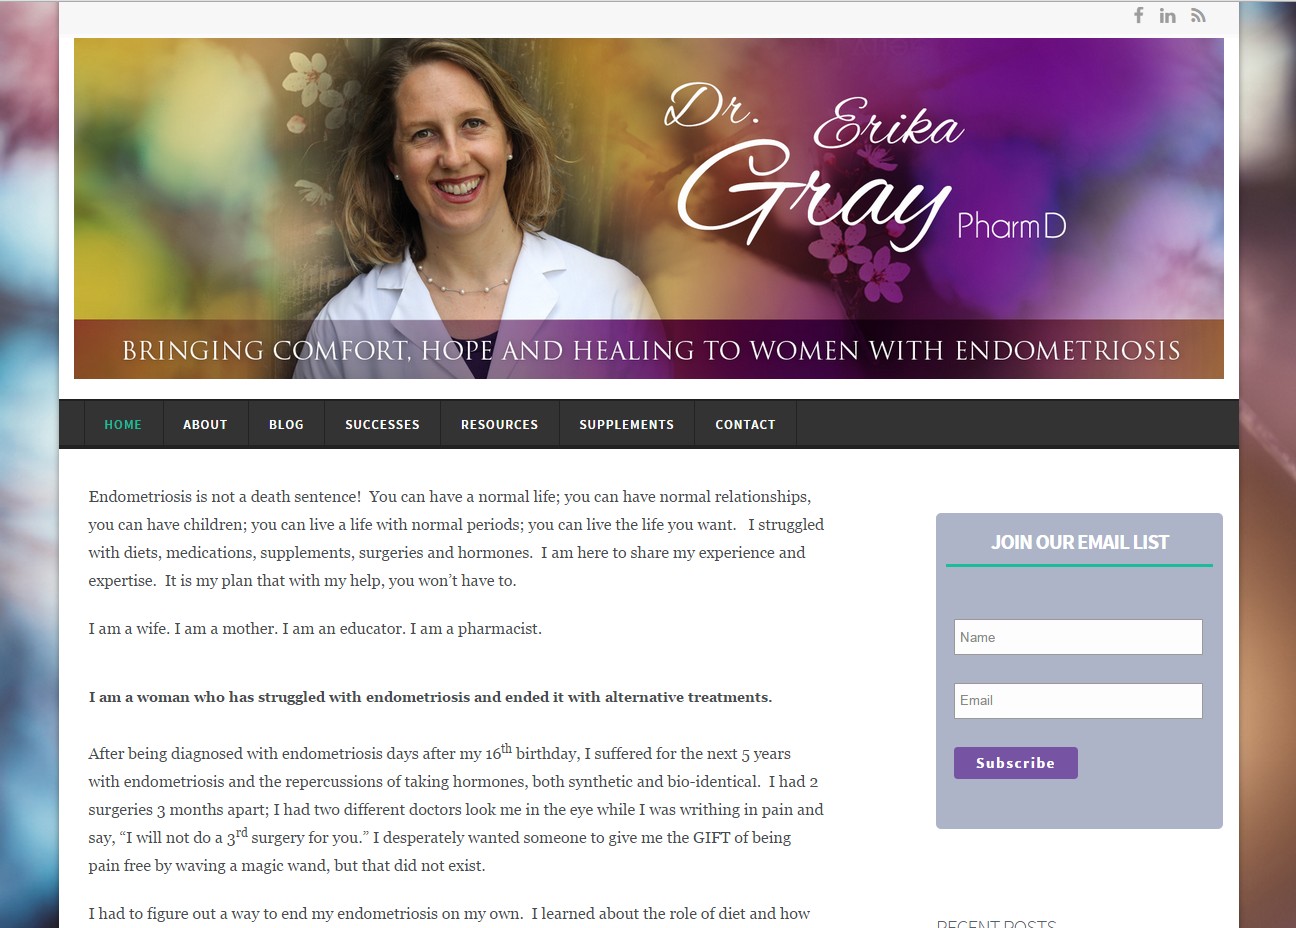 Dr. Erika
Gray PharmD
BRINGING COMFORT, HOPE AND HEALING TO WOMEN WITH ENDOMETRIOSIS
HOME ABOUT BLOG SUCCESSES RESOURCES SUPPLEMENTS CONTACT
Endometriosis is not a death sentence!  You can have a normal life; you can have normal relationships,
you can have children; you can live a life with normal periods; you can live the life you want.   I struggled
with diets, medications, supplements, surgeries and hormones.  I am here to share my experience and
expertise.  It is my plan that with my help, you won’t have to.
I am a wife. I am a mother. I am an educator. I am a pharmacist.
I am a woman who has struggled with endometriosis and ended it with alternative treatments.
After being diagnosed with endometriosis days after my 16th birthday, I suffered for the next 5 years
with endometriosis and the repercussions of taking hormones, both synthetic and bio-identical.  I had 2
surgeries 3 months apart; I had two different doctors look me in the eye while I was writhing in pain and
say, “I will not do a 3rd surgery for you.” I desperately wanted someone to give me the GIFT of being
pain free by waving a magic wand, but that did not exist.
I had to figure out a way to end my endometriosis on my own.  I learned about the role of diet and how
JOIN OUR EMAIL LIST
Name
Email
Subscribe
RECENT POSTS